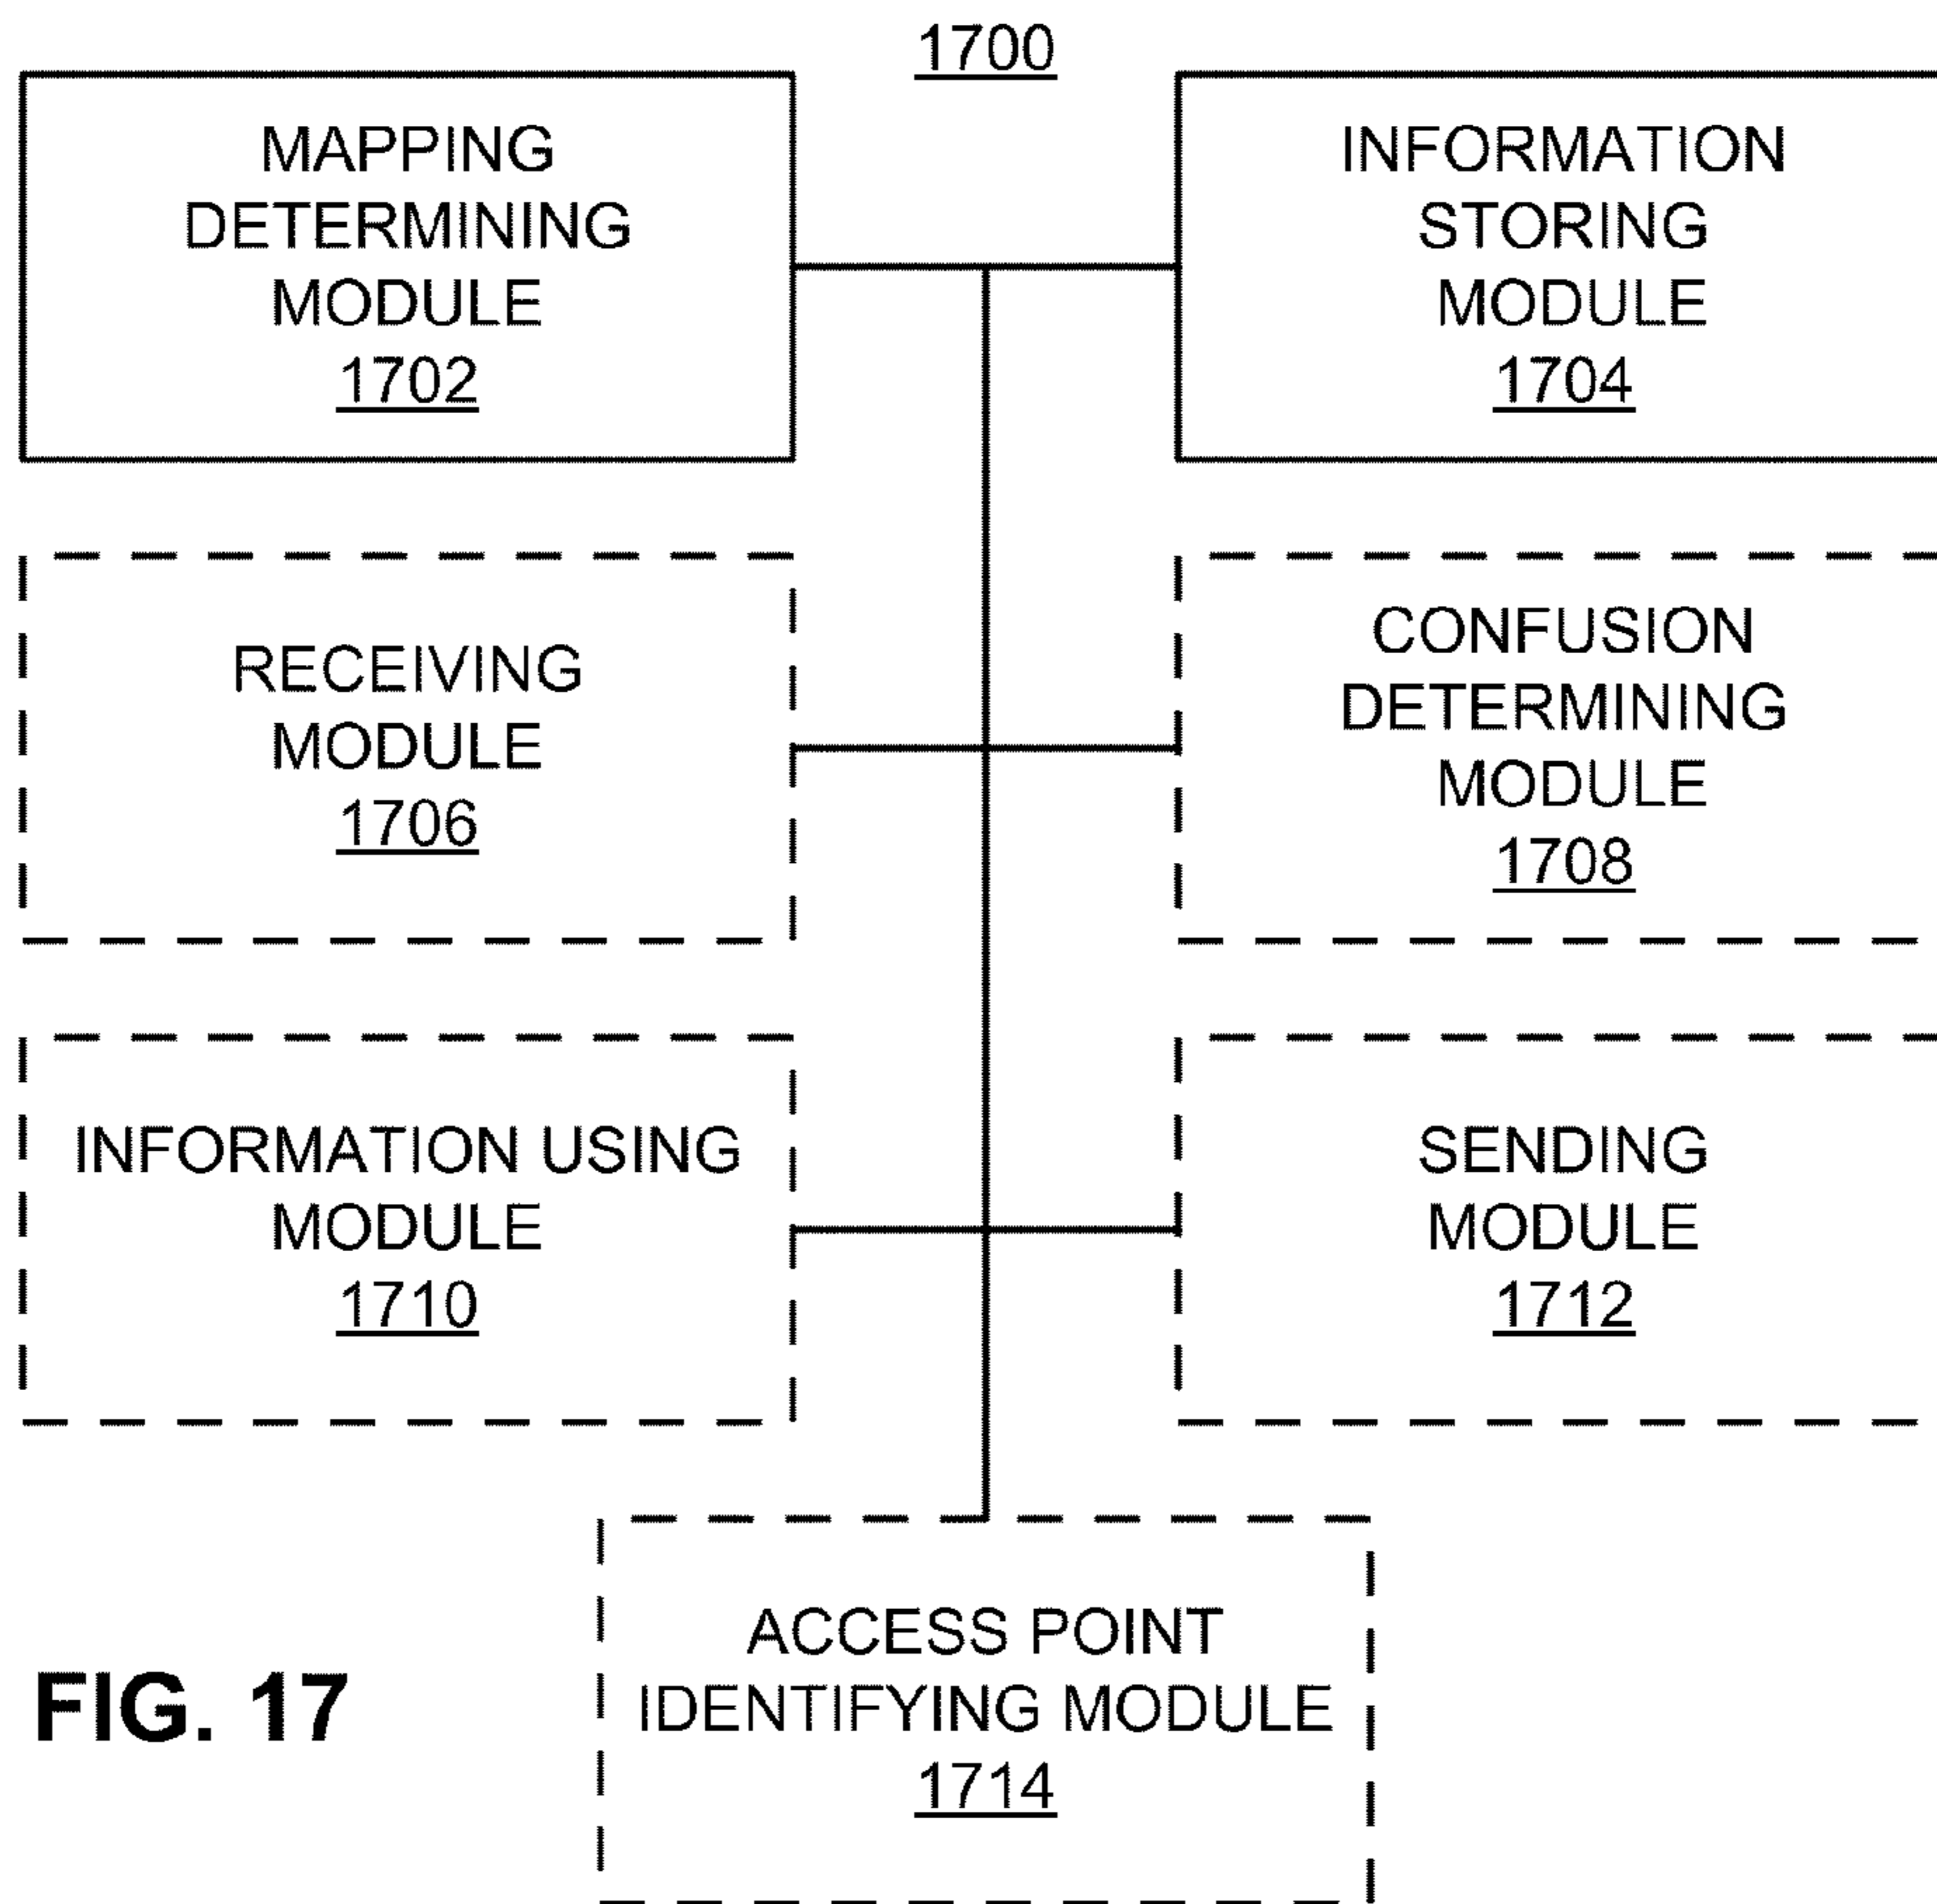 1700
MAPPING
DETERMINING
MODULE
1702
INFORMATION
STORING
MODULE
1704
RECEIVING
MODULE
1706
CONFUSION
DETERMINING
MODULE
1708
INFORMATION USING
MODULE
1710
SENDING
MODULE
1712
ACCESS POINT
IDENTIFYING MODULE
1714
FIG. 17